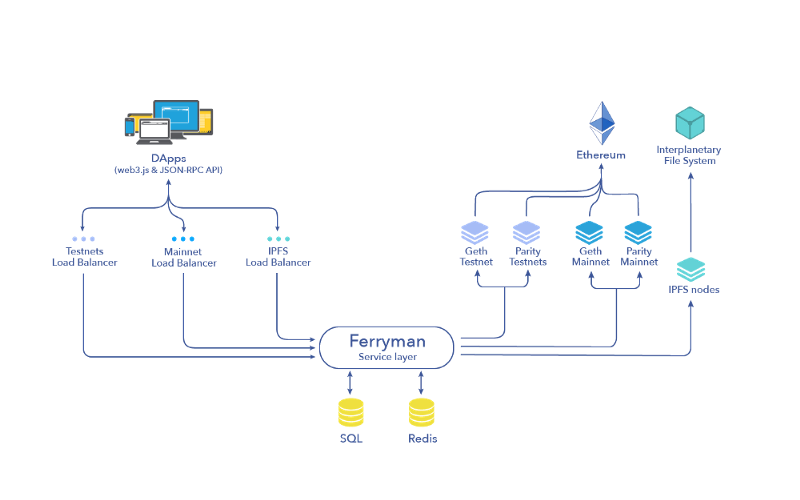 DApps
(web3.js & JSON-RPC API)
Ethereum
Interplanetary
File System
Testnets
Load Balancer
Mainnet
Load Balancer
IPFS
Load Balancer
Geth
Testnet
Parity
Testnets
Geth
Mainnet
Parity
Mainnet
IPFS nodes
Ferryman
Service layer
SQL
Redis